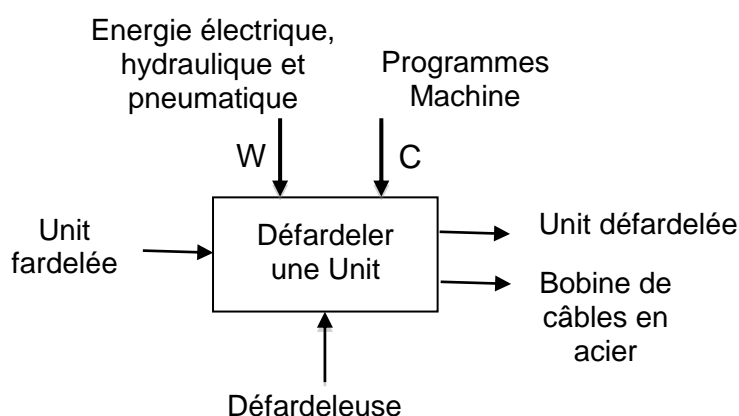 Energie électrique,
hydraulique et
pneumatique
Programmes
Machine
W
C
Unit
fardelée
Défardeler
une Unit
Unit défardelée
Bobine de
câbles en
acier
Défardeleuse